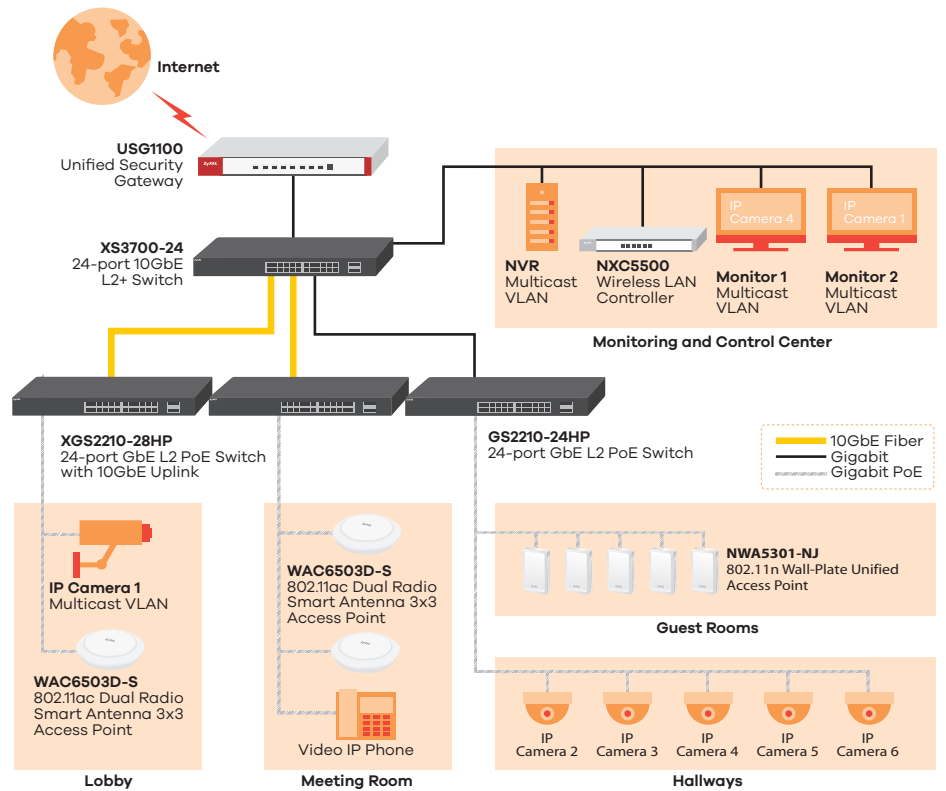 Internet
USG1100
Unified Security
Gateway
ZyXEL
XS3700-24
24-port 10GbE
L2+ Switch
IP
Camera 4
IP
Camera 1
NVR
Multicast
VLAN
NXC5500
Wireless LAN
Controller
Monitor 1
Multicast
VLAN
Monitor 2
Multicast
VLAN
Monitoring and Control Center
XGS2210-28HP
24-port GbE L2 PoE Switch
with 10GbE Uplink
GS2210-24HP
24-port GbE L2 PoE Switch
10GbE Fiber
Gigabit
Gigabit PoE
IP Camera 1
Multicast VLAN
WAC6503D-S
802.11ac Dual Radio
Smart Antenna 3x3
Access Point
Lobby
WAC6503D-S
802.11ac Dual Radio
Smart Antenna 3x3
Access Point
Video IP Phone
Meeting Room
NWA5301-NJ
802.11n Wall-Plate Unified
Access Point
Guest Rooms
IP
Camera 2
IP
Camera 3
IP
Camera 4
IP
Camera 5
IP
Camera 6
Hallways